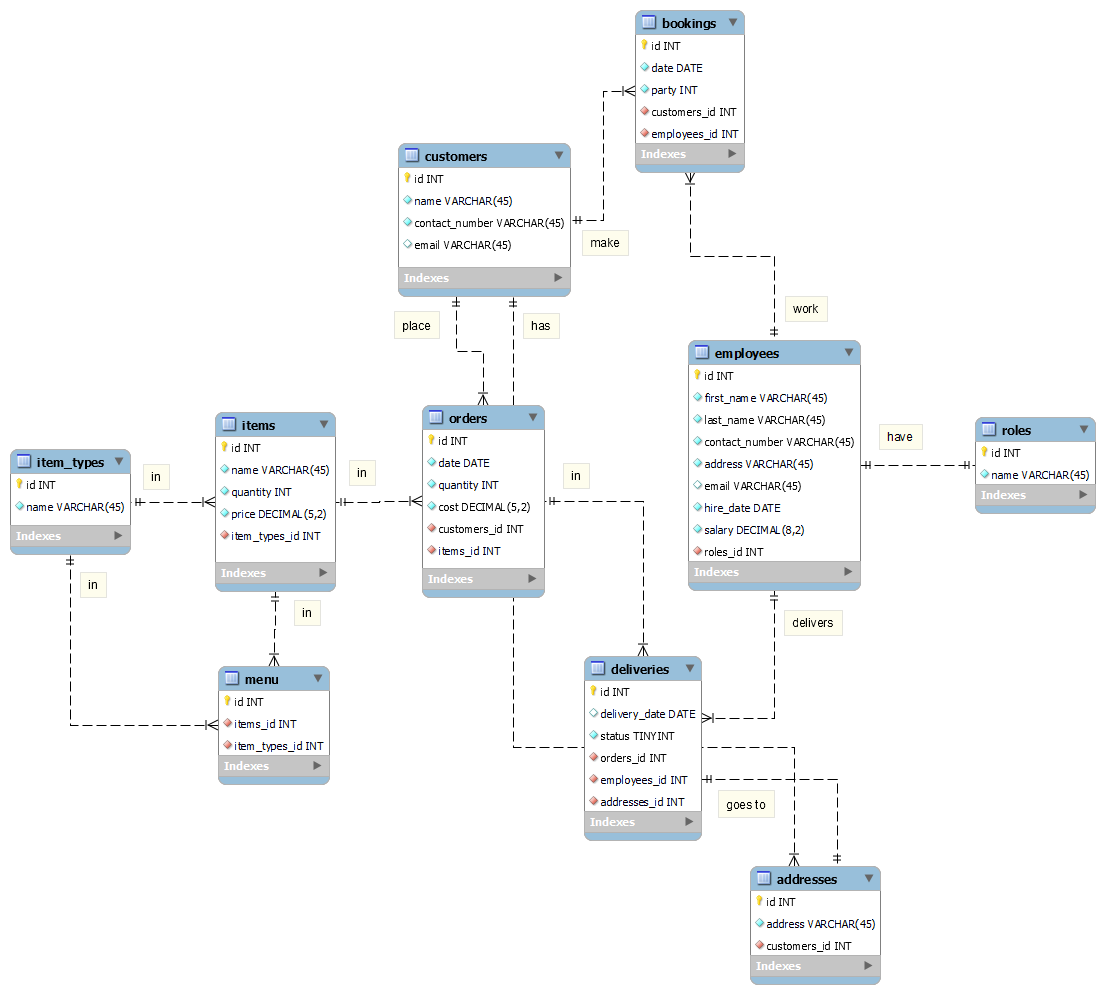 bookings
id INT
date DATE
party INT
customers_id INT
employees_id INT
Indexes
customers
id INT
name VARCHAR(45)
contact_number VARCHAR(45)
email VARCHAR(45)
Indexes
make
place
has
work
employees
id INT
first_name VARCHAR(45)
last_name VARCHAR(45)
contact_number VARCHAR(45)
address VARCHAR(45)
email VARCHAR(45)
hire_date DATE
salary DECIMAL(8,2)
roles_id INT
Indexes
have
roles
id INT
name VARCHAR(45)
Indexes
item_types
id INT
name VARCHAR(45)
Indexes
in
in
items
id INT
name VARCHAR(45)
quantity INT
price DECIMAL(5,2)
item_types_id INT
Indexes
in
in
orders
id INT
date DATE
quantity INT
cost DECIMAL(5,2)
customers_id INT
items_id INT
Indexes
in
delivers
menu
id INT
items_id INT
item_types_id INT
Indexes
deliveries
id INT
delivery_date DATE
status TINYINT
orders_id INT
employees_id INT
addresses_id INT
Indexes
goes to
addresses
id INT
address VARCHAR(45)
customers_id INT
Indexes